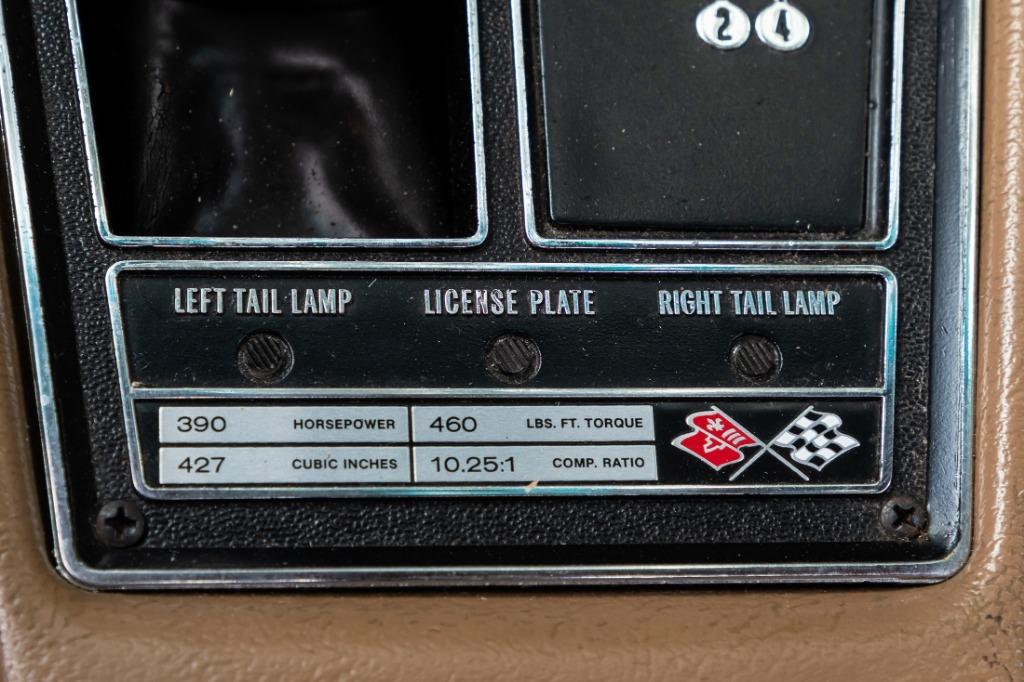 2 4
LEFT TAIL LAMP LICENSE PLATE RIGHT TAIL LAMP
390 HORSEPOWER 460 LBS. FT. TORQUE
427 CUBIC INCHES 10.25:1 COMP. RATIO